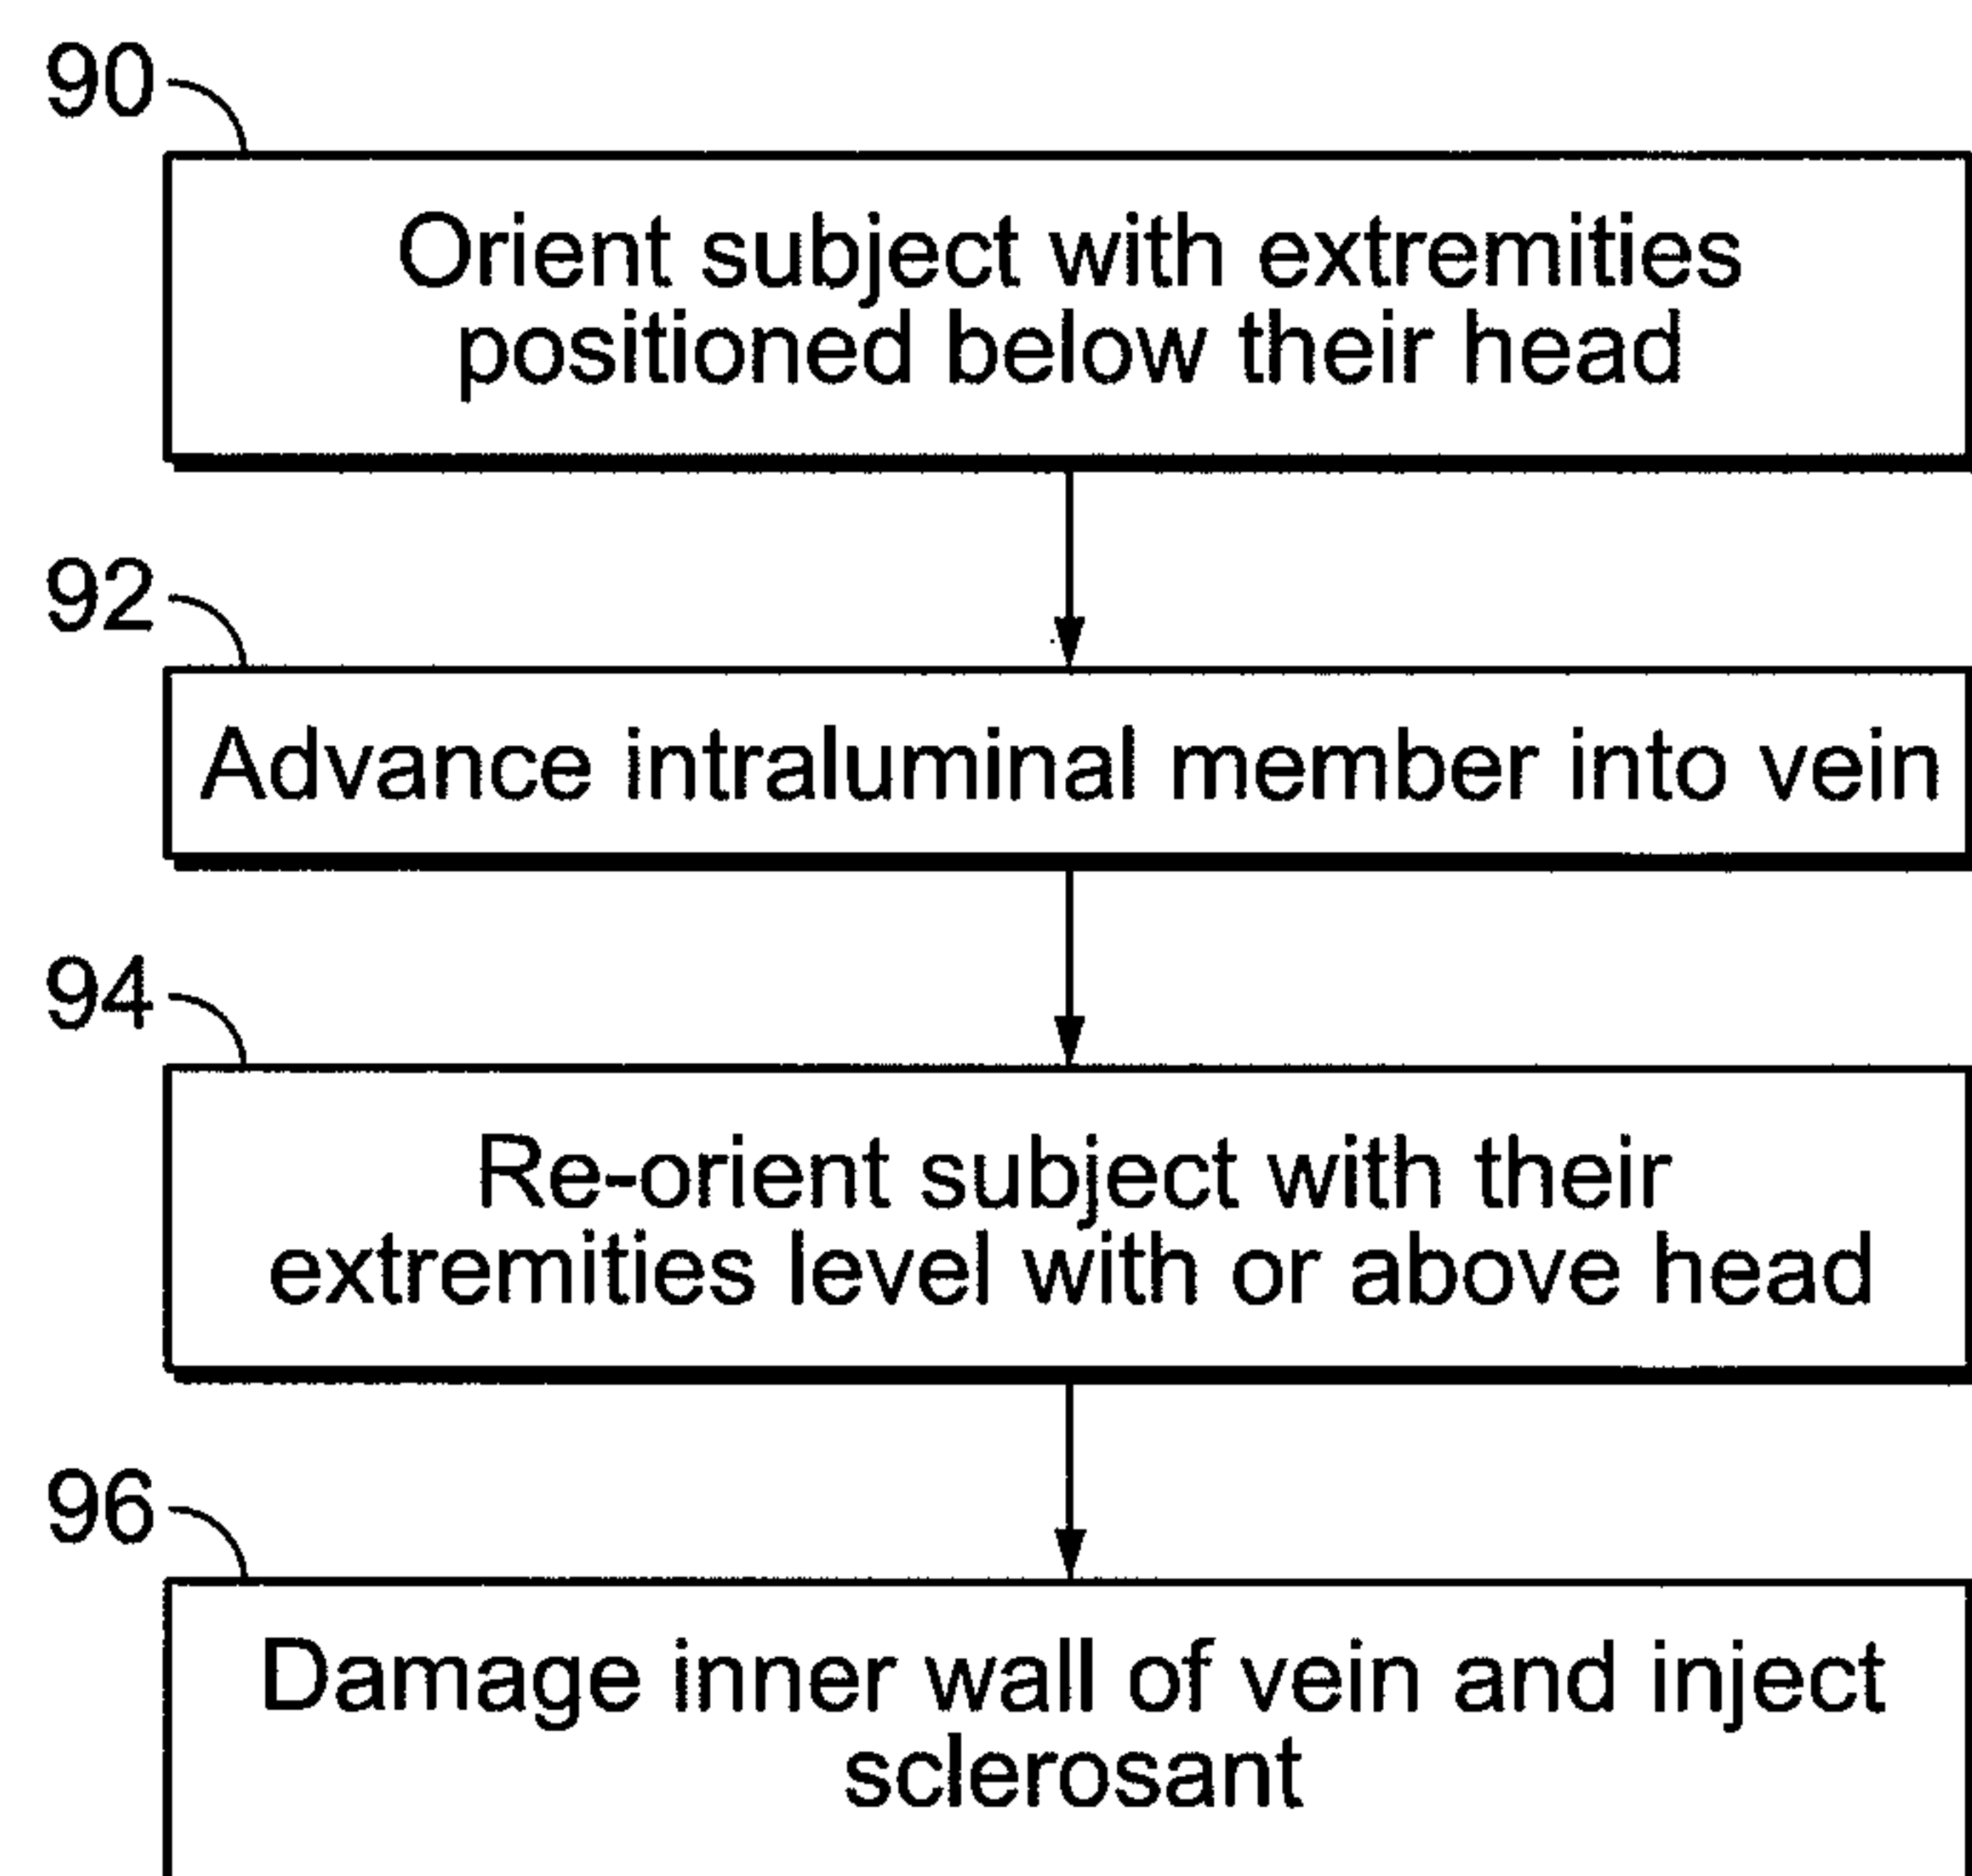 90
Orient subject with extremities
positioned below their head
92
Advance intraluminal member into vein
94
Re-orient subject with their
extremities level with or above head
96
Damage inner wall of vein and inject
sclerosant